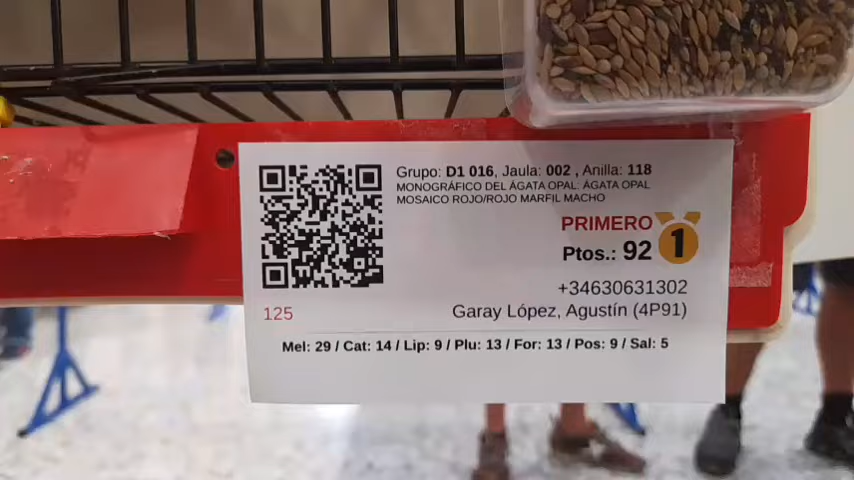 Grupo: D1 016, Jaula: 002 , Anilla: 118
MONOGRÁFICO DEL ÁGATA OPAL: ÁGATA OPAL
MOSAICO ROJO/ROJO MARFIL MACHO
PRIMERO
Ptos.: 92 1
+34630631302
125 Garay López, Agustín (4P91)
Mel: 29 / Cat: 14 / Lip: 9 / Plu: 13 / For: 13 / Pos: 9 / Sal: 5